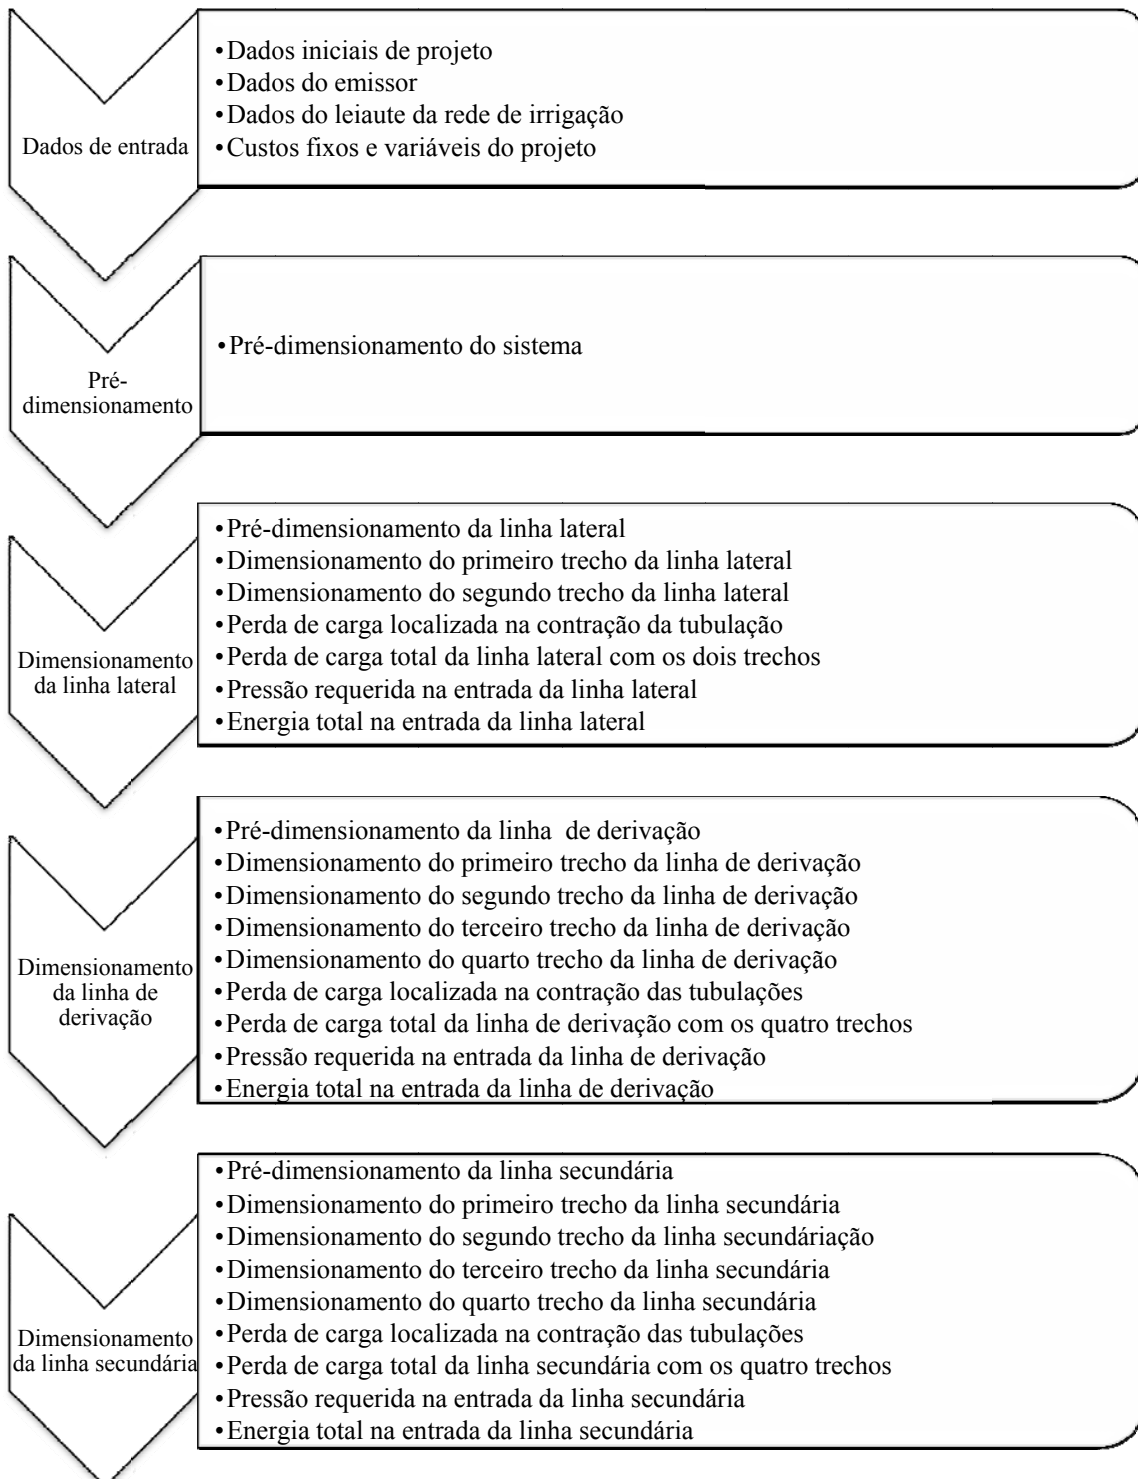 Dados de entrada
•Dados iniciais de projeto
•Dados do emissor
•Dados do leiaute da rede de irrigação
•Custos fixos e variáveis do projeto
Pré-
dimensionamento
•Pré-dimensionamento do sistema
Dimensionamento
da linha lateral
•Pré-dimensionamento da linha lateral
•Dimensionamento do primeiro trecho da linha lateral
•Dimensionamento do segundo trecho da linha lateral
•Perda de carga localizada na contração da tubulação
•Perda de carga total da linha lateral com os dois trechos
•Pressão requerida na entrada da linha lateral
•Energia total na entrada da linha lateral
Dimensionamento
da linha de
derivação
•Pré-dimensionamento da linha de derivação
•Dimensionamento do primeiro trecho da linha de derivação
•Dimensionamento do segundo trecho da linha de derivação
•Dimensionamento do terceiro trecho da linha de derivação
•Dimensionamento do quarto trecho da linha de derivação
•Perda de carga localizada na contração das tubulações
•Perda de carga total da linha de derivação com os quatro trechos
•Pressão requerida na entrada da linha de derivação
•Energia total na entrada da linha de derivação
Dimensionamento
da linha secundária
•Pré-dimensionamento da linha secundária
•Dimensionamento do primeiro trecho da linha secundária
•Dimensionamento do segundo trecho da linha secundáriação
•Dimensionamento do terceiro trecho da linha secundária
•Dimensionamento do quarto trecho da linha secundária
•Perda de carga localizada na contração das tubulações
•Perda de carga total da linha secundária com os quatro trechos
•Pressão requerida na entrada da linha secundária
•Energia total na entrada da linha secundária